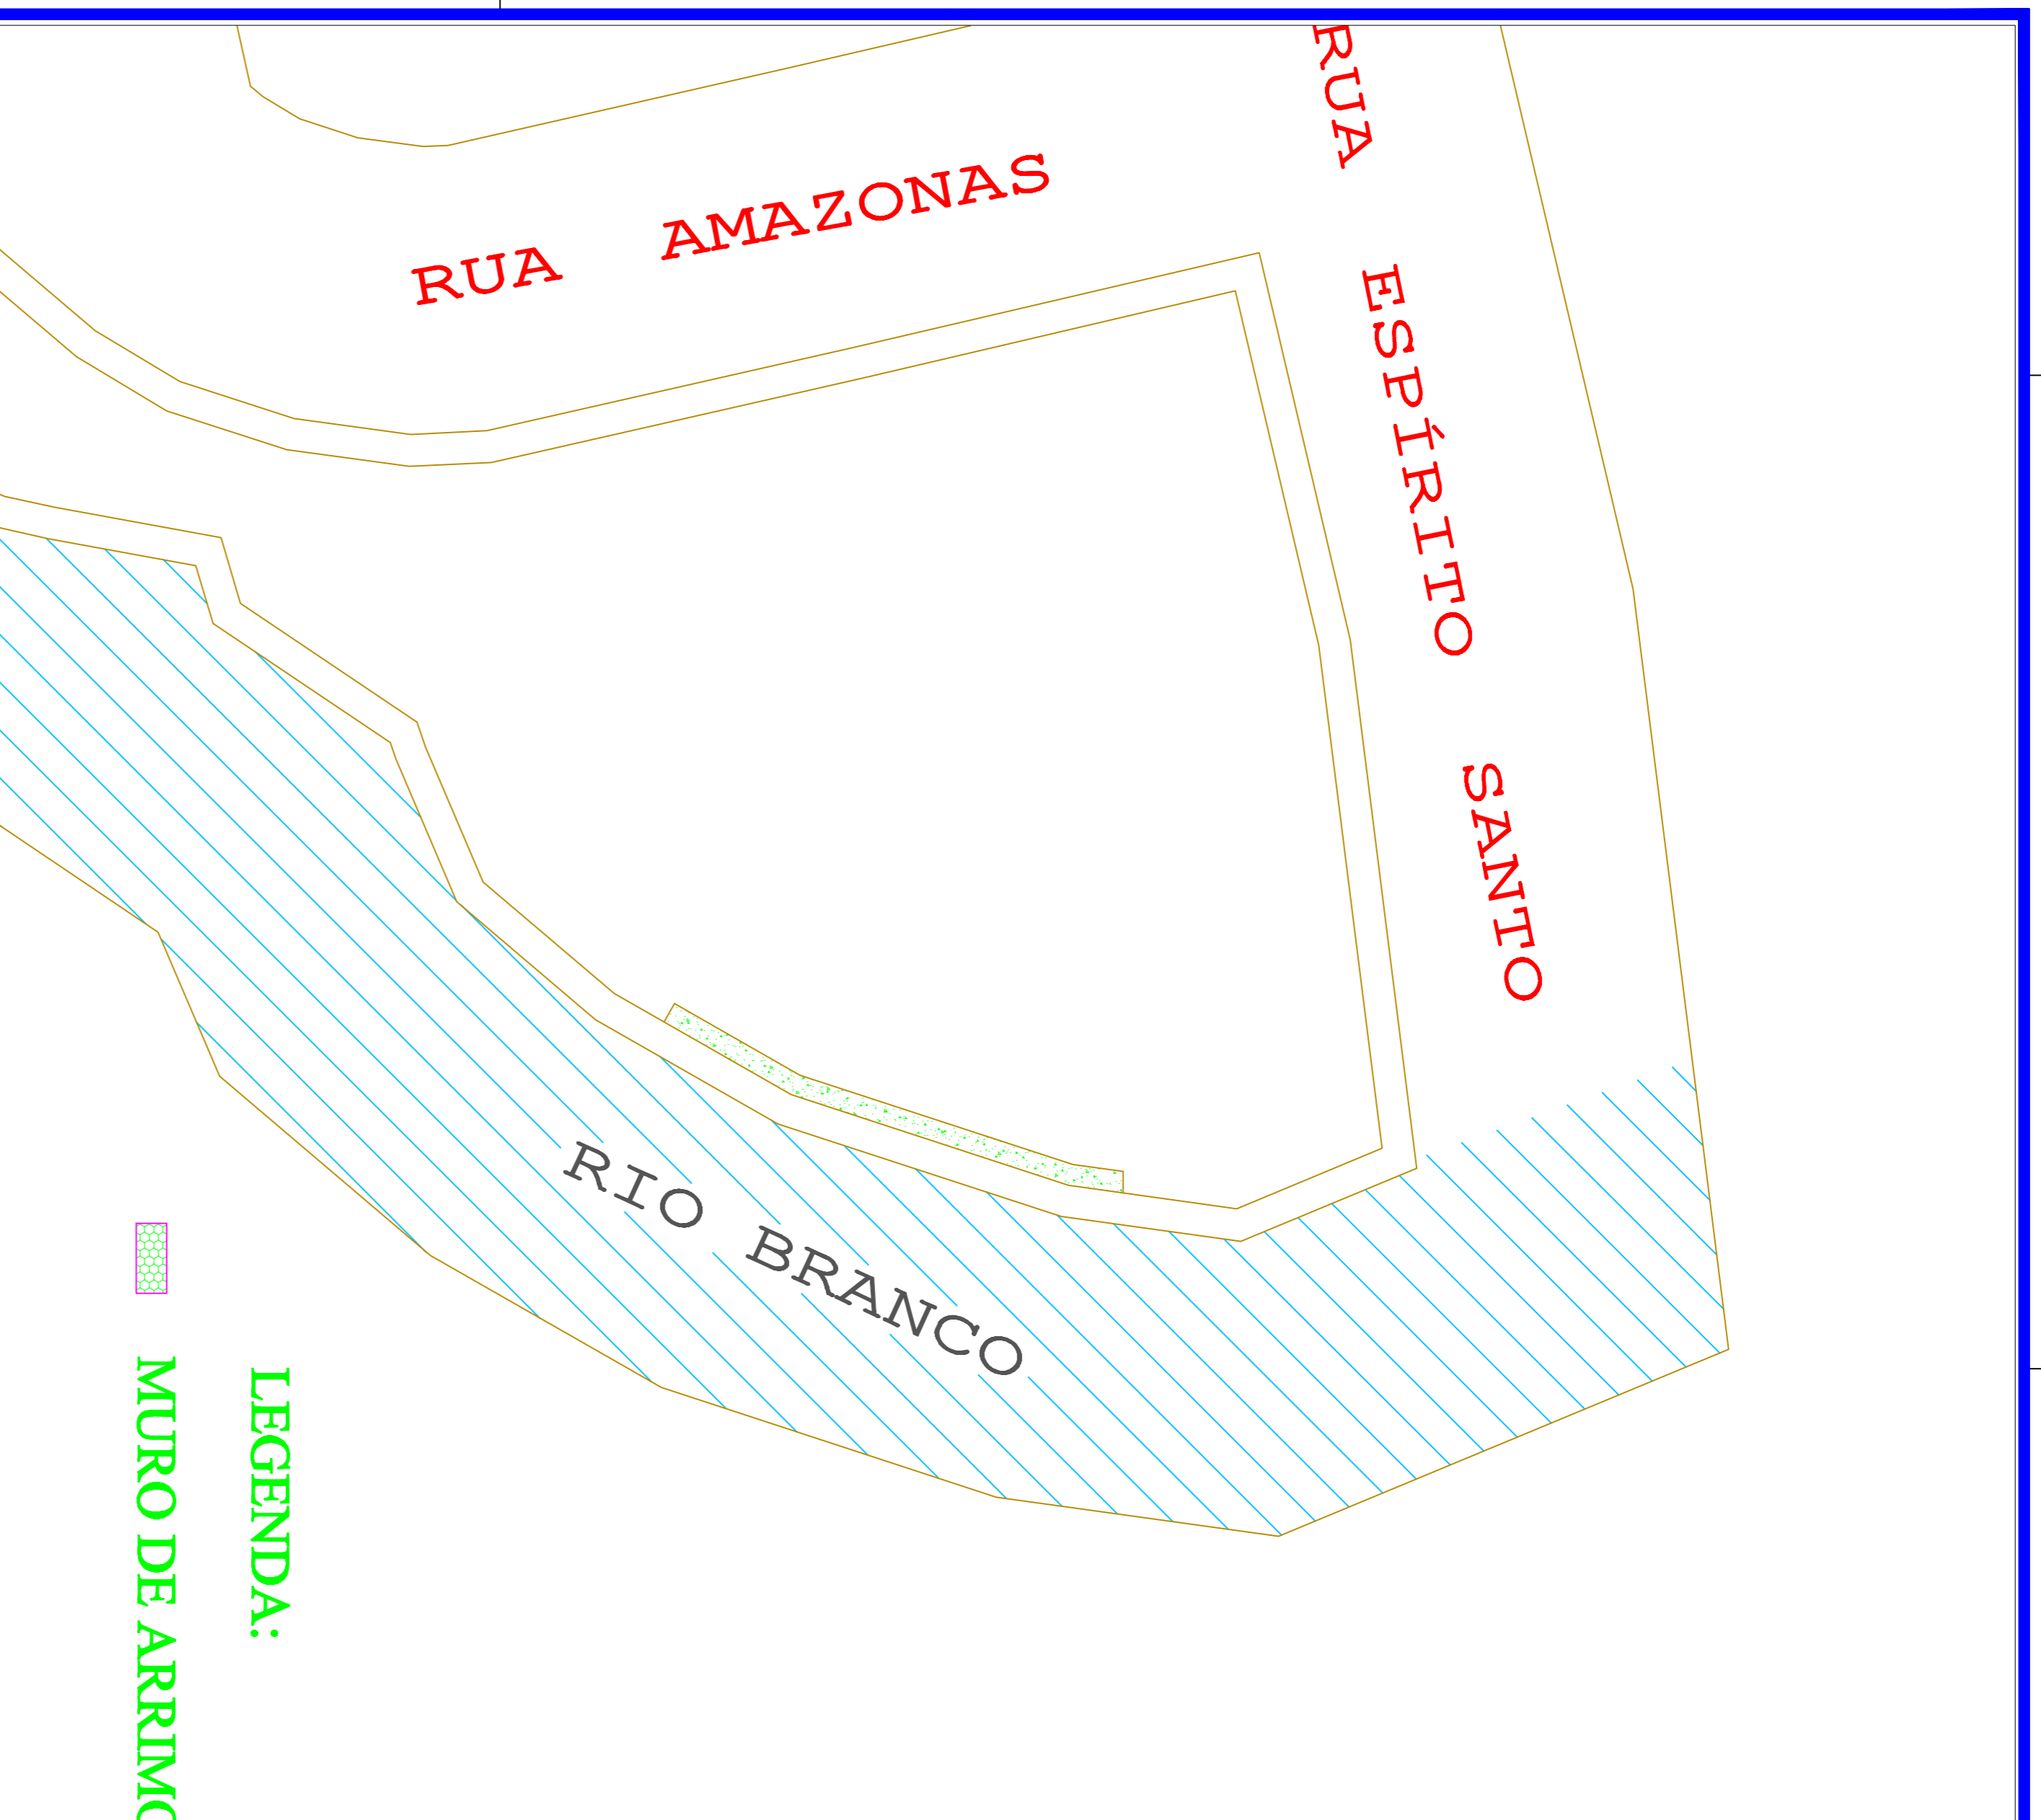 RUA AMAZONAS
RUA ESPÍRITO SANTO
RIO BRANCO
LEGENDA:
MURO DE ARRIMO